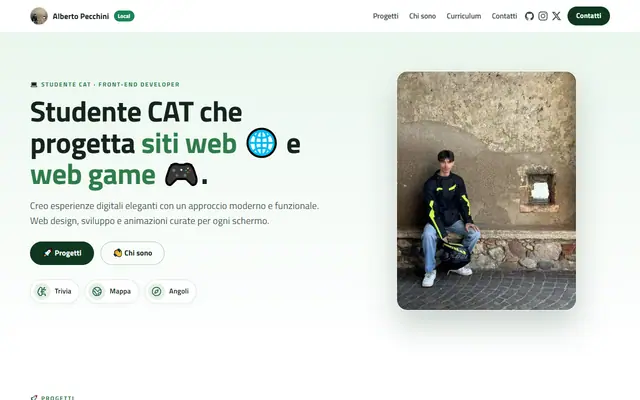 Alberto Pecchini
Local
Progetti
Chi sono
Curriculum
Contatti
Contatti
STUDENTE CAT · FRONT-END DEVELOPER
Studente CAT che
progetta siti web 🌐 e
web game 🎮.
Creo esperienze digitali eleganti con un approccio moderno e funzionale.
Web design, sviluppo e animazioni curate per ogni schermo.
Progetti
Chi sono
Trivia
Mappa
Angoli
PROGETTI